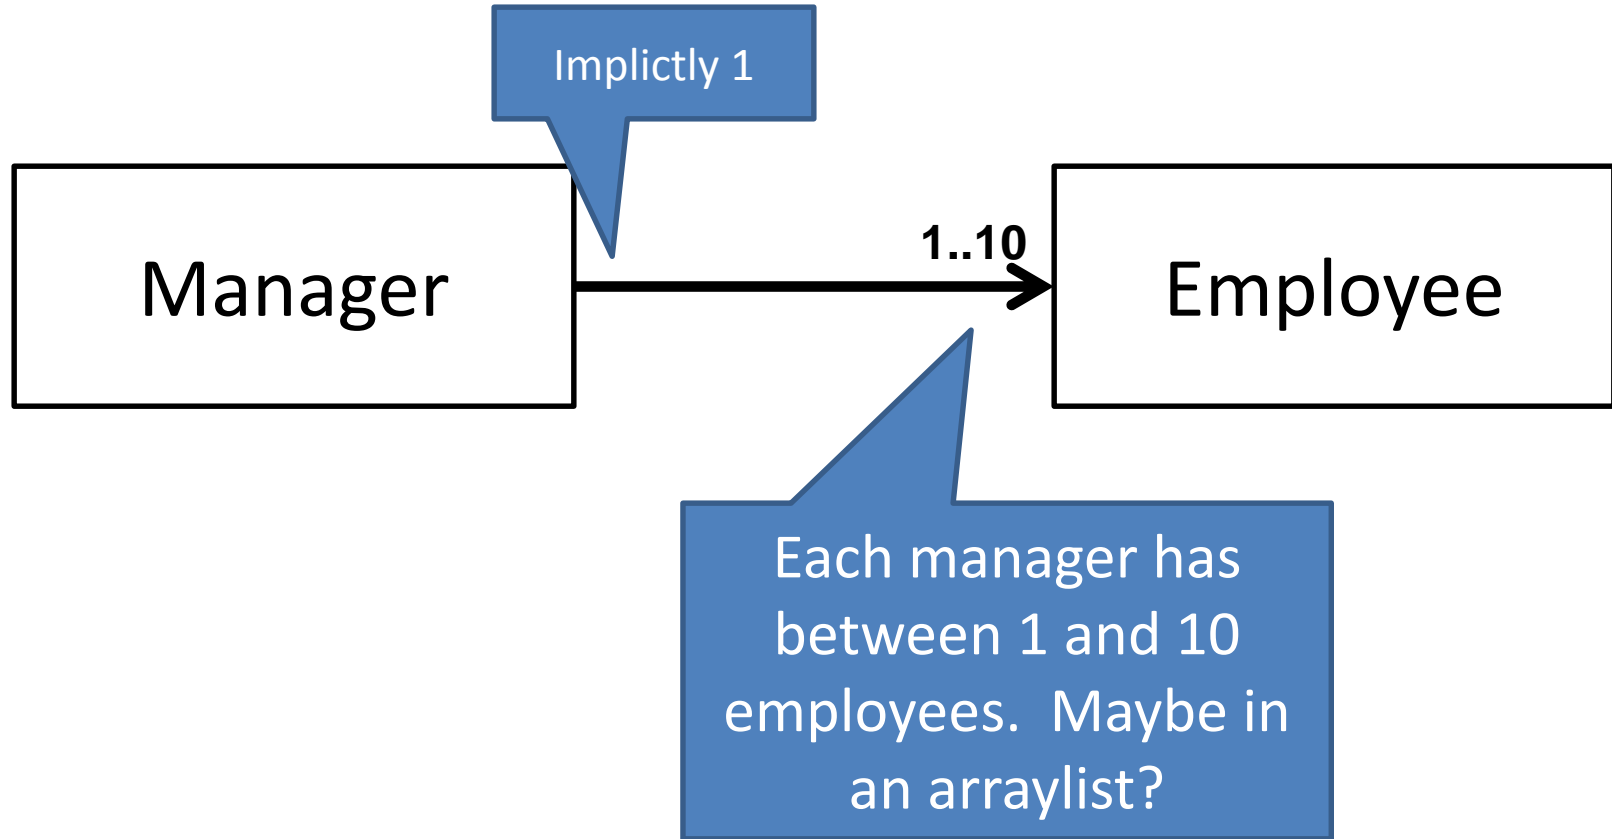 Implictly 1
Manager
1..10
Employee
Each manager has
between 1 and 10
employees.  Maybe in
an arraylist?